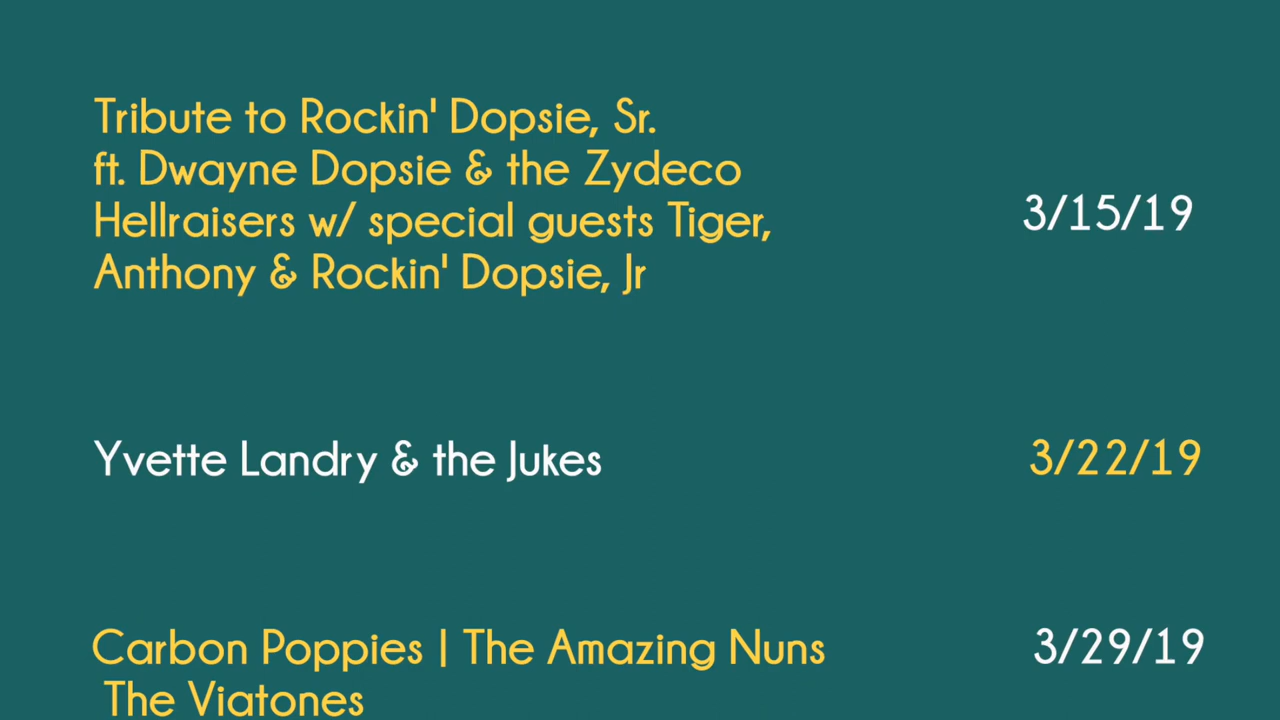 Tribute to Rockin' Dopsie, Sr.
ft. Dwayne Dopsie & the Zydeco
Hellraisers w/ special guests Tiger,
Anthony & Rockin' Dopsie, Jr
3/15/19
Yvette Landry & the Jukes
3/22/19
Carbon Poppies | The Amazing Nuns
The Viatones
3/29/19